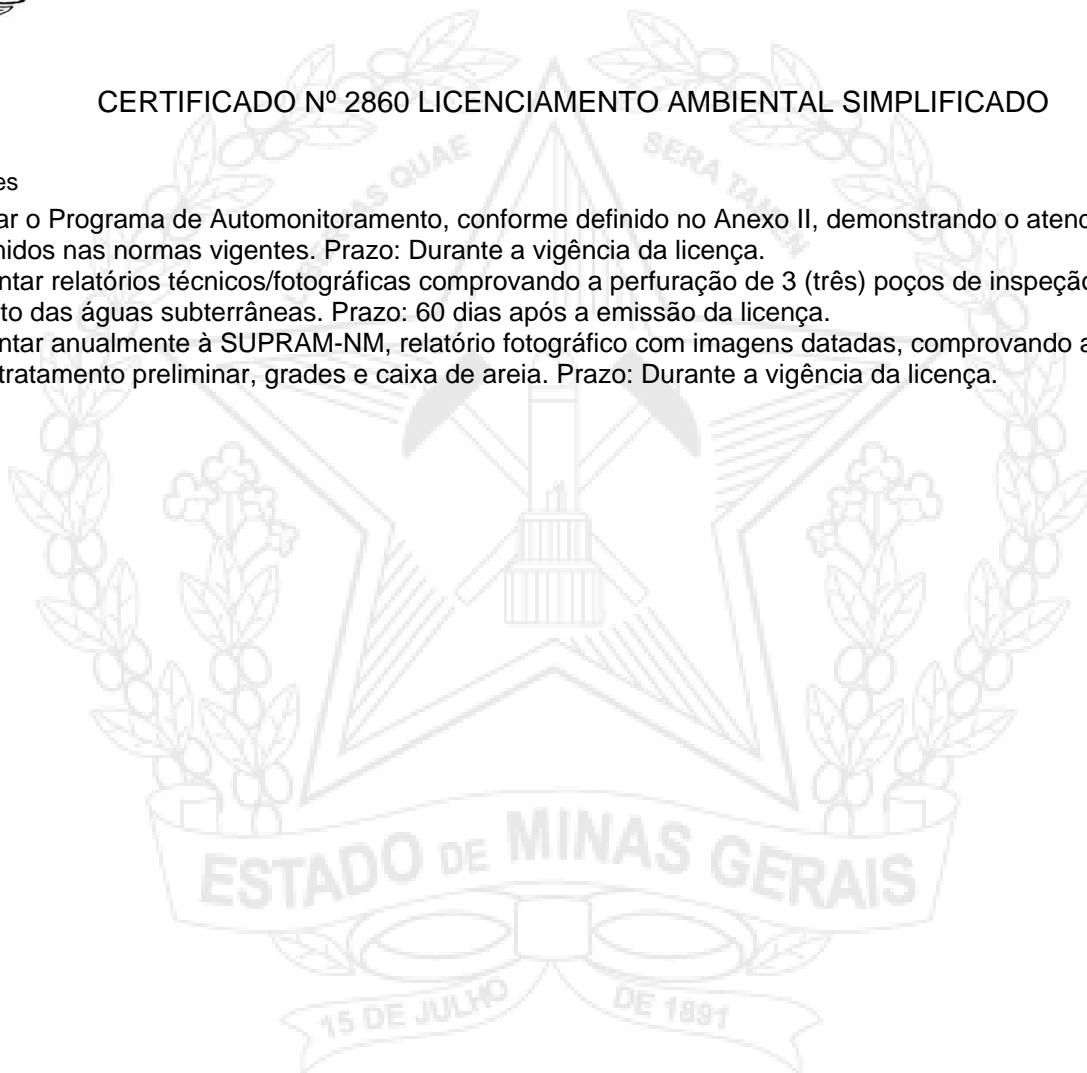 CERTIFICADO Nº 2860 LICENCIAMENTO AMBIENTAL SIMPLIFICADO
es
ar o Programa de Automonitoramento, conforme definido no Anexo II, demonstrando o atend
nidos nas normas vigentes. Prazo: Durante a vigência da licença.
ntar relatórios técnicos/fotográficas comprovando a perfuração de 3 (três) poços de inspeção
to das águas subterrâneas. Prazo: 60 dias após a emissão da licença.
ntar anualmente à SUPRAM-NM, relatório fotográfico com imagens datadas, comprovando a
tratamento preliminar, grades e caixa de areia. Prazo: Durante a vigência da licença.
QUAE SERA TAMEN
ESTADO DE MINAS GERAIS
15 DE JULHO DE 1891